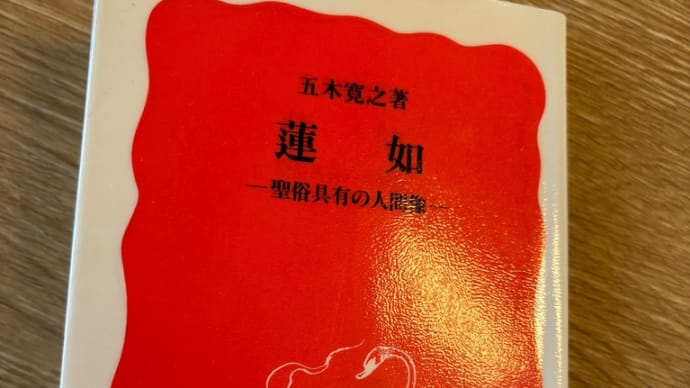 五木寛之著
蓮如
―聖俗具有の人間像―